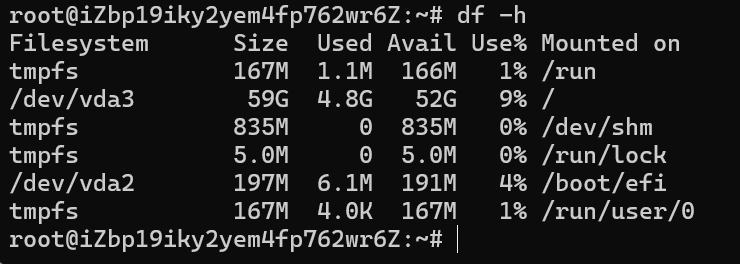 root@iZbp19iky2yem4fp762wr6Z:~# df -h
Filesystem      Size  Used Avail Use% Mounted on
tmpfs           167M  1.1M  166M   1% /run
/dev/vda3        59G  4.8G   52G   9% /
tmpfs           835M     0  835M   0% /dev/shm
tmpfs           5.0M     0  5.0M   0% /run/lock
/dev/vda2       197M  6.1M  191M   4% /boot/efi
tmpfs           167M  4.0K  167M   1% /run/user/0
root@iZbp19iky2yem4fp762wr6Z:~#